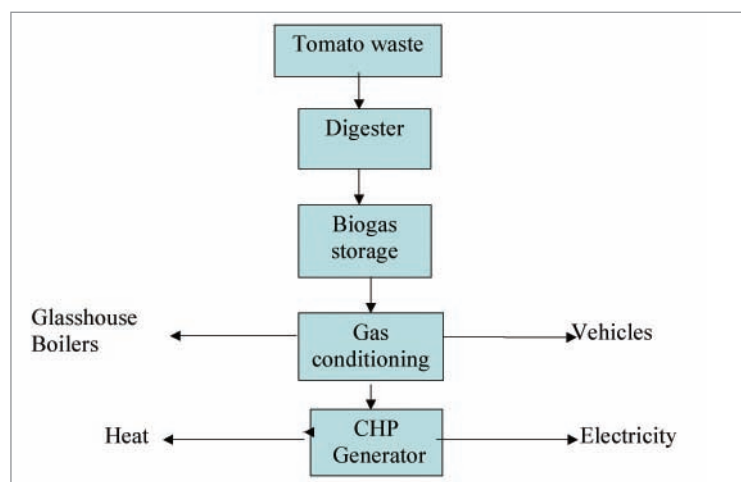 Tomato waste
Digester
Biogas
storage
Glasshouse
Boilers
Gas
conditioning
Vehicles
Heat
CHP
Generator
Electricity